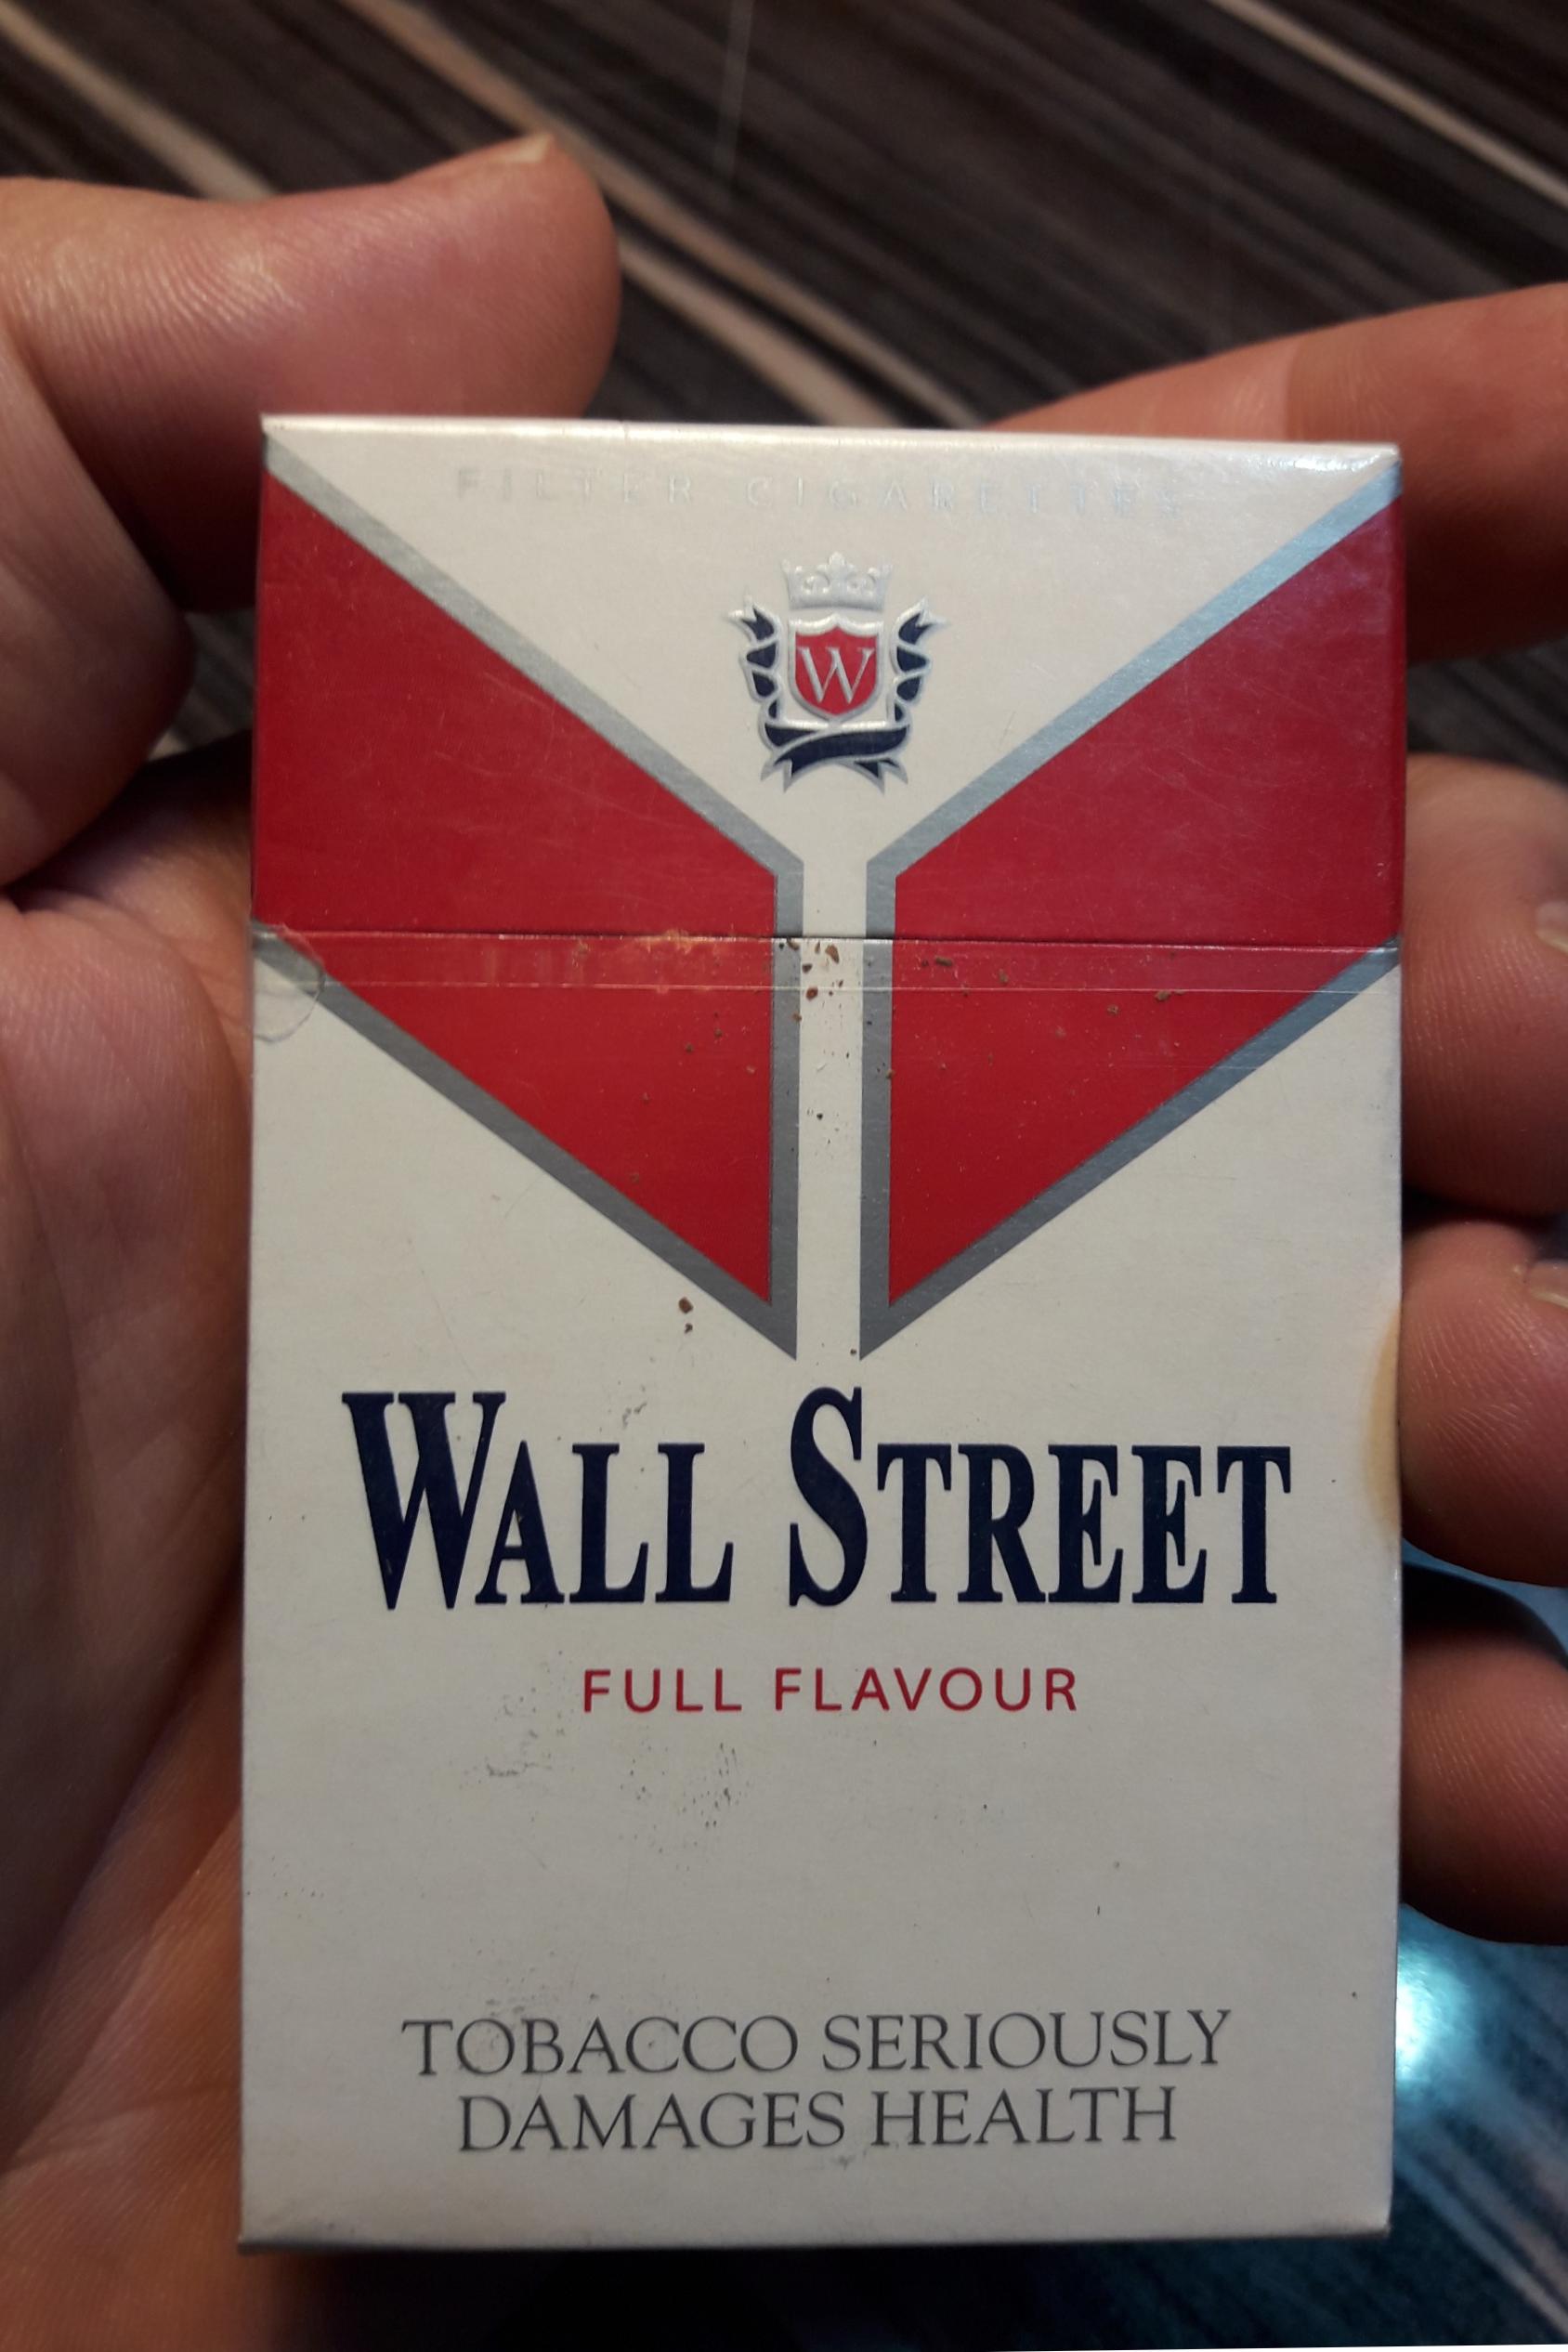 FILTER CIGARETTES
W
WALL STREET
FULL FLAVOUR
TOBACCO SERIOUSLY
DAMAGES HEALTH